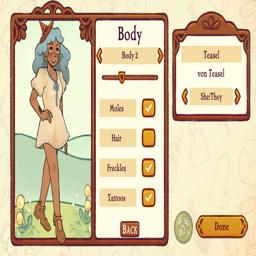 Body
Body 2
Moles
Hair
Freckles
Tattoos
BACK
Teasel
von Teasel
She/They
Done